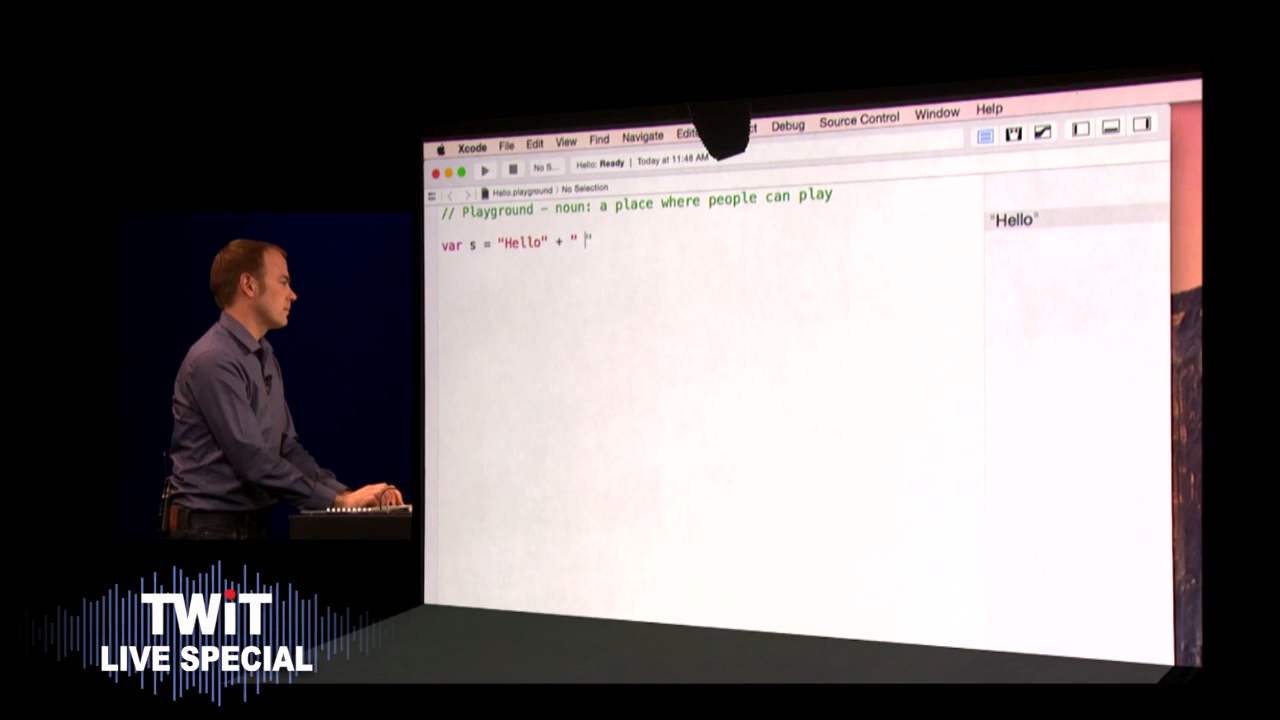 Xcode File Edit View Find Navigate Debug Source Control Window Help
No S... Hello: Ready | Today at 11:48 AM
Hello.playground 〉 No Selection
// Playground – noun: a place where people can play
var s = "Hello" + " "
"Hello"
TWiT
LIVE SPECIAL